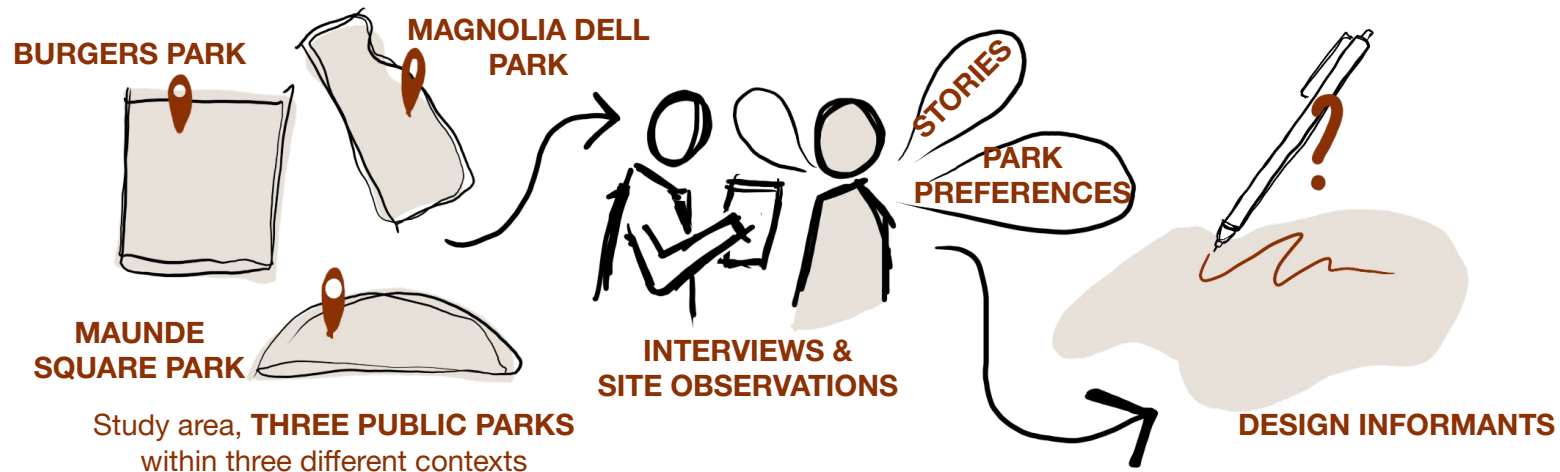 BURGERS PARK
MAGNOLIA DELL
PARK
MAUNDE
SQUARE PARK
Study area, THREE PUBLIC PARKS
within three different contexts
STORIES
PARK
PREFERENCES
INTERVIEWS &
SITE OBSERVATIONS
?
DESIGN INFORMANTS